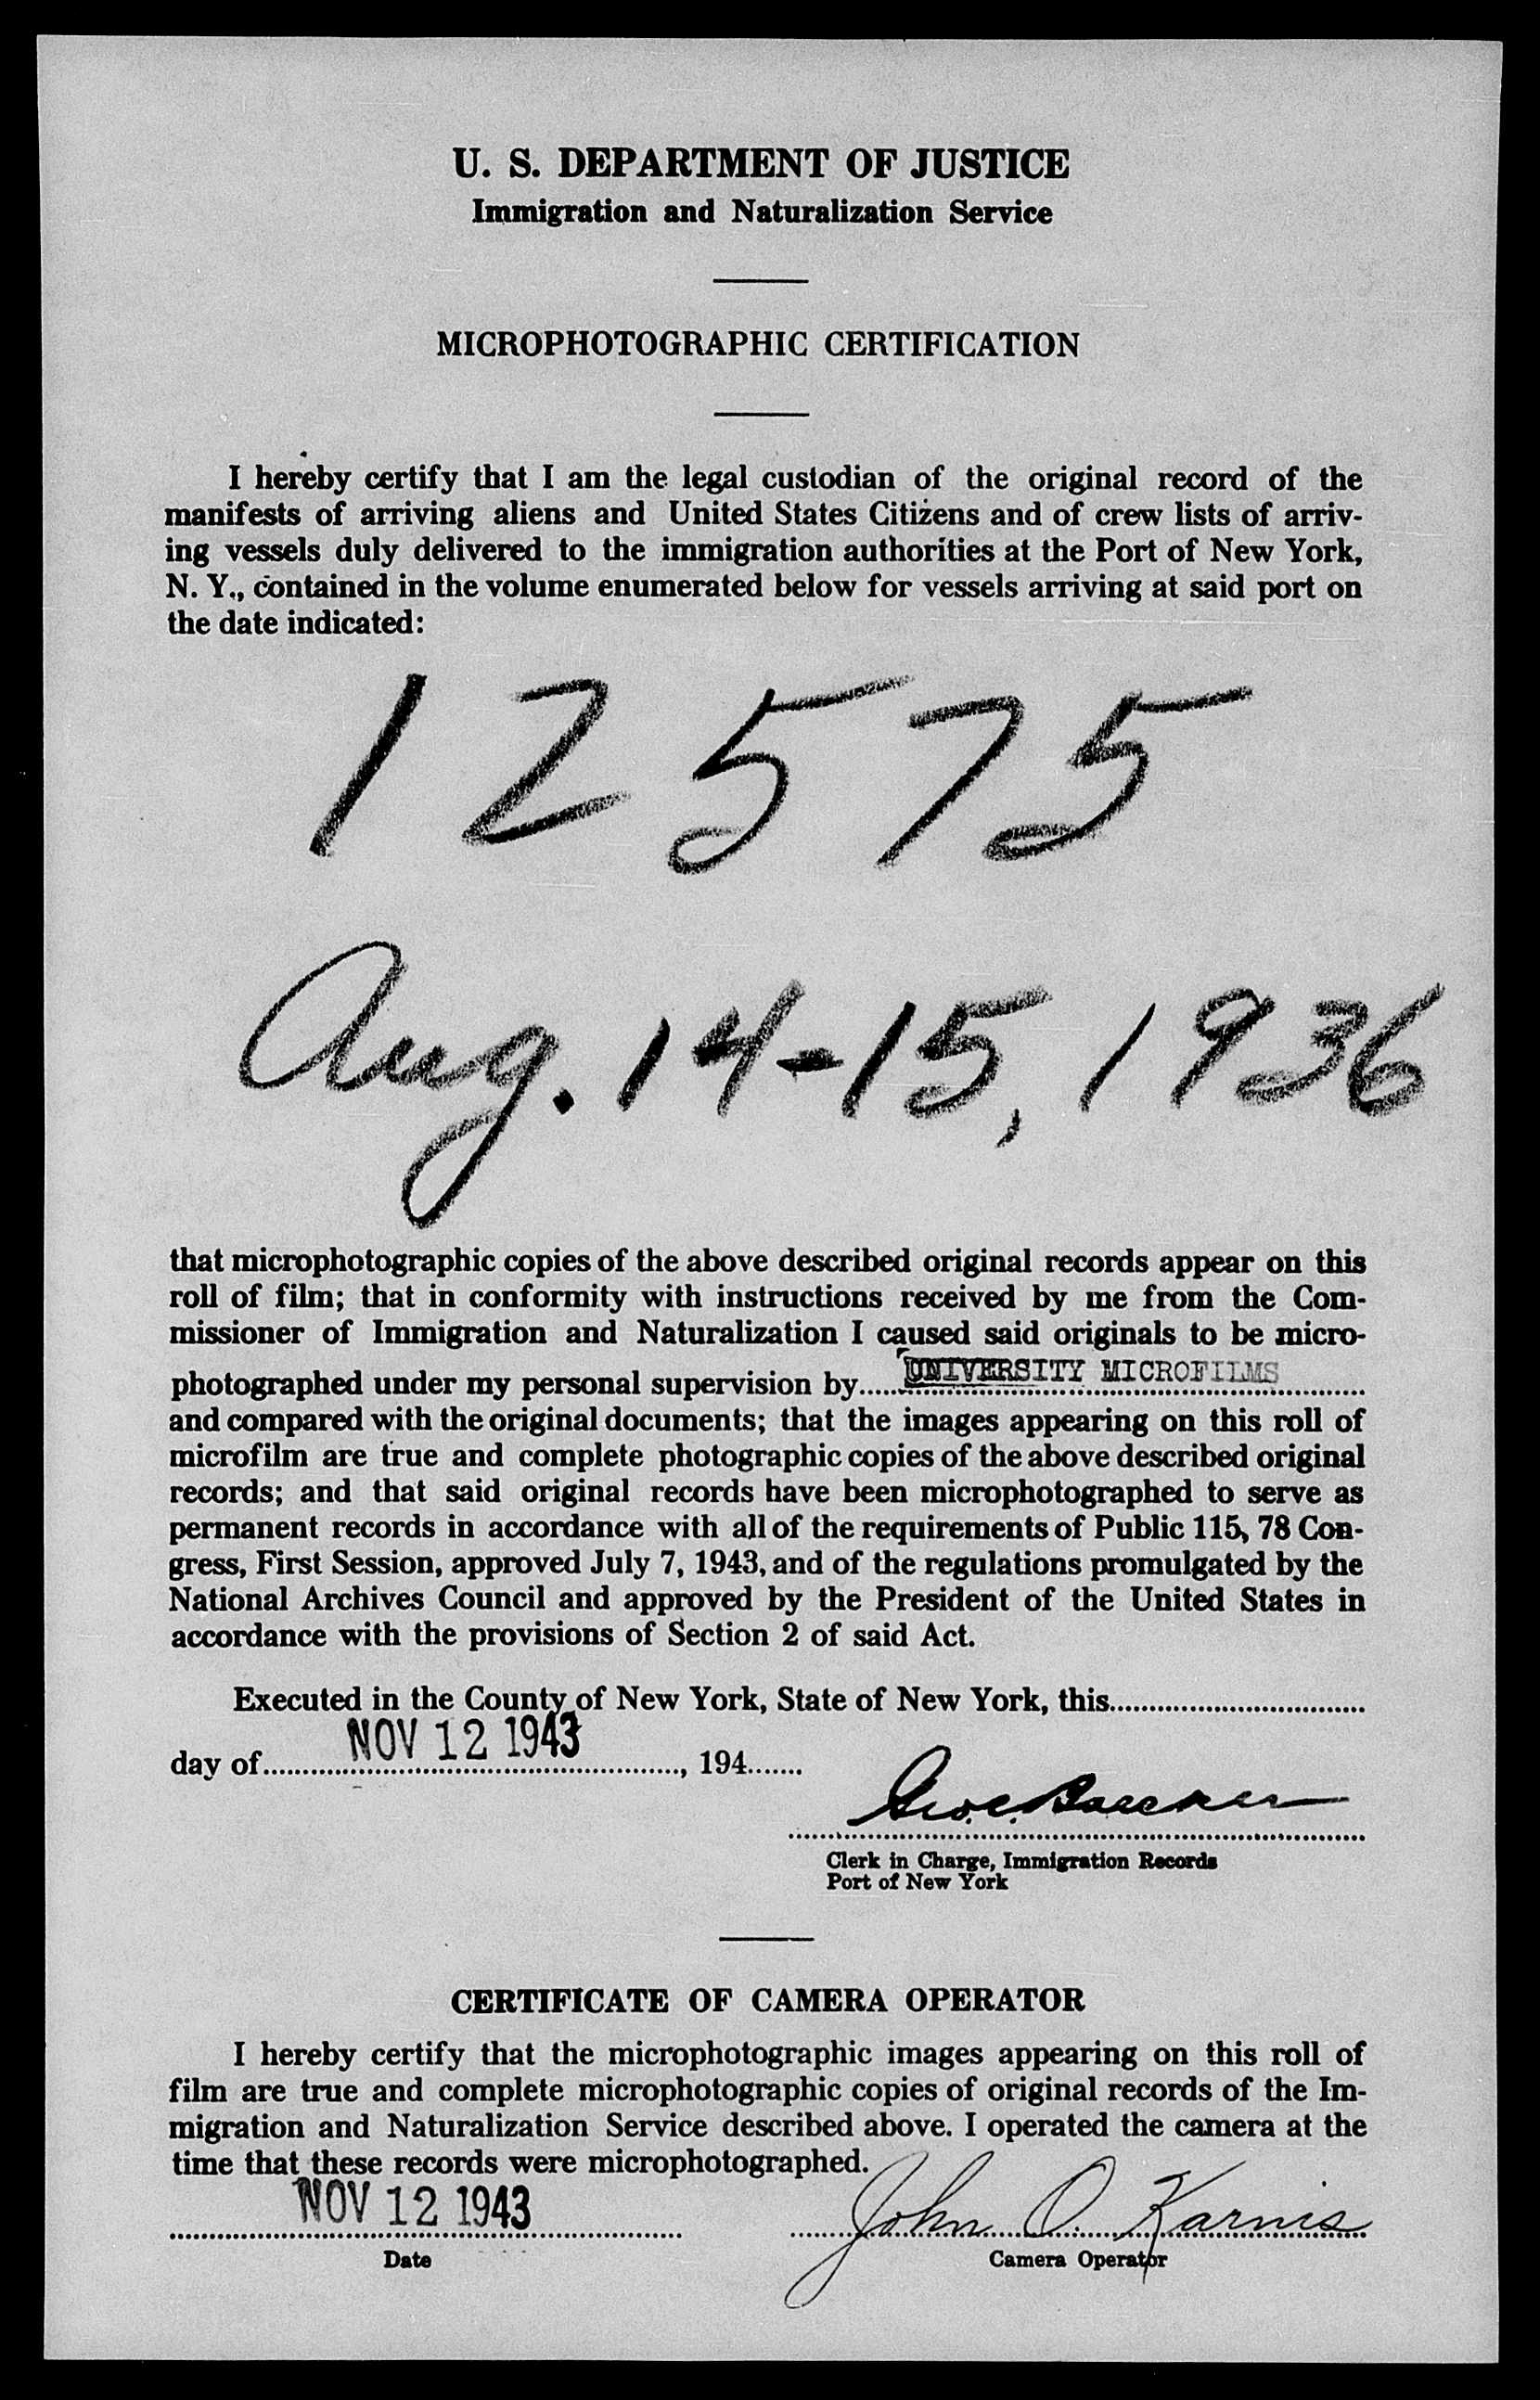 U. S. DEPARTMENT OF JUSTICE
Immigration and Naturalization Service
MICROPHOTOGRAPHIC CERTIFICATION
I hereby certify that I am the legal custodian of the original record of the
manifests of arriving aliens and United States Citizens and of crew lists of arriv-
ing vessels duly delivered to the immigration authorities at the Port of New York,
N. Y., contained in the volume enumerated below for vessels arriving at said port on
the date indicated:
12575
Aug. 14-15, 1936
that microphotographic copies of the above described original records appear on this
roll of film; that in conformity with instructions received by me from the Com-
missioner of Immigration and Naturalization I caused said originals to be micro-
photographed under my personal supervision by UNIVERSITY MICROFILMS
and compared with the original documents; that the images appearing on this roll of
microfilm are true and complete photographic copies of the above described original
records; and that said original records have been microphotographed to serve as
permanent records in accordance with all of the requirements of Public 115, 78 Con-
gress, First Session, approved July 7, 1943, and of the regulations promulgated by the
National Archives Council and approved by the President of the United States in
accordance with the provisions of Section 2 of said Act.
Executed in the County of New York, State of New York, this
day of NOV 12 1943, 194
Geo. C.
Clerk in Charge, Immigration Records
Port of New York
CERTIFICATE OF CAMERA OPERATOR
I hereby certify that the microphotographic images appearing on this roll of
film are true and complete microphotographic copies of original records of the Im-
migration and Naturalization Service described above. I operated the camera at the
time that these records were microphotographed.
NOV 12 1943 John O. Karnis
Date Camera Operator